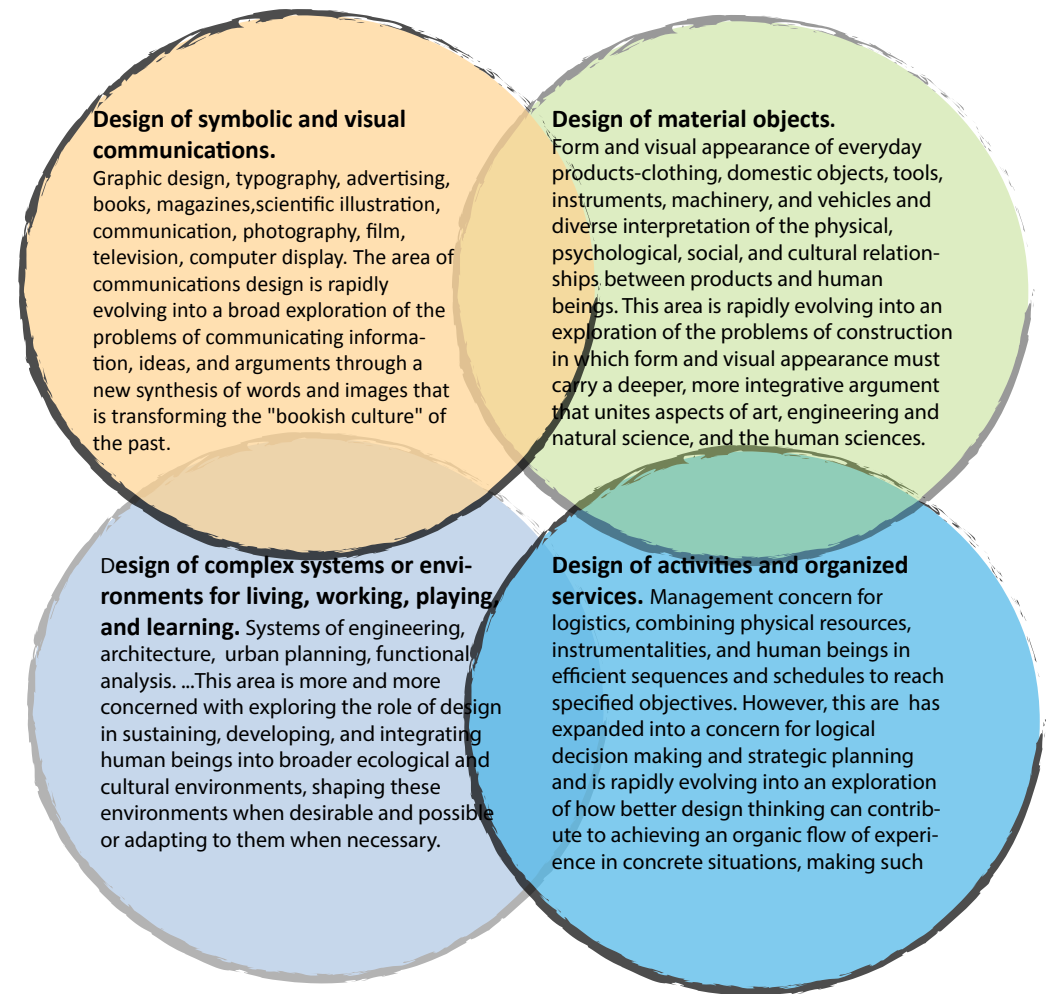 Design of symbolic and visual
communications.
Graphic design, typography, advertising,
books, magazines,scientific illustration,
communication, photography, film,
television, computer display. The area of
communications design is rapidly
evolving into a broad exploration of the
problems of communicating informa-
tion, ideas, and arguments through a
new synthesis of words and images that
is transforming the "bookish culture" of
the past.
Design of material objects.
Form and visual appearance of everyday
products-clothing, domestic objects, tools,
instruments, machinery, and vehicles and
diverse interpretation of the physical,
psychological, social, and cultural relation-
ships between products and human
beings. This area is rapidly evolving into an
exploration of the problems of construction
in which form and visual appearance must
carry a deeper, more integrative argument
that unites aspects of art, engineering and
natural science, and the human sciences.
Design of complex systems or envi-
ronments for living, working, playing,
and learning. Systems of engineering,
architecture, urban planning, functional
analysis. ...This area is more and more
concerned with exploring the role of design
in sustaining, developing, and integrating
human beings into broader ecological and
cultural environments, shaping these
environments when desirable and possible
or adapting to them when necessary.
Design of activities and organized
services. Management concern for
logistics, combining physical resources,
instrumentalities, and human beings in
efficient sequences and schedules to reach
specified objectives. However, this are has
expanded into a concern for logical
decision making and strategic planning
and is rapidly evolving into an exploration
of how better design thinking can contrib-
ute to achieving an organic flow of experi-
ence in concrete situations, making such